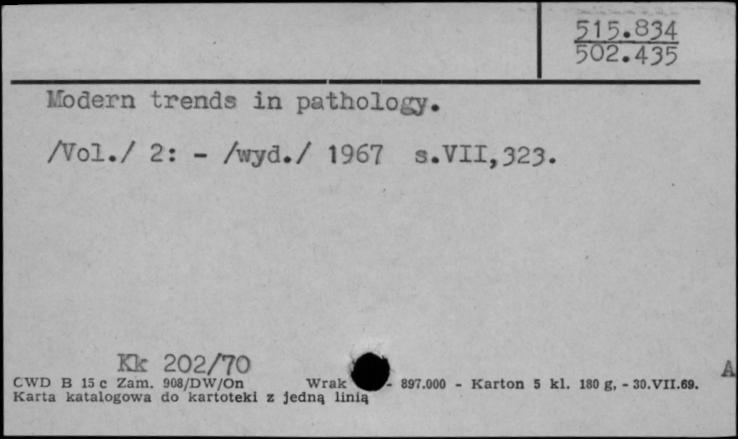 515.834
502.435
Modern trends in pathology.
/Vol./ 2: - /wyd./ 1967 s.VII,323.
Kk 202/70
A
CWD B 15 c Zam. 908/DW/On Wrak - 897.000 - Karton 5 kl. 180 g, - 30.VII.69.
Karta katalogowa do kartoteki z jedną linią